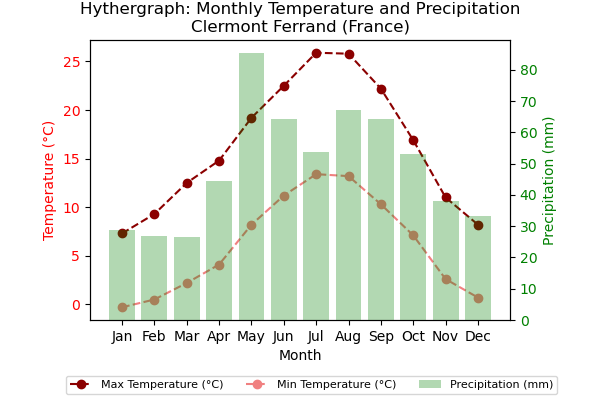 Hythergraph: Monthly Temperature and Precipitation
Clermont Ferrand (France)
Temperature (°C)
25
20
15
10
5
0
80
70
60
50
40
30
20
10
0
Precipitation (mm)
Jan Feb Mar Apr May Jun Jul Aug Sep Oct Nov Dec
Month
Max Temperature (°C) Min Temperature (°C) Precipitation (mm)